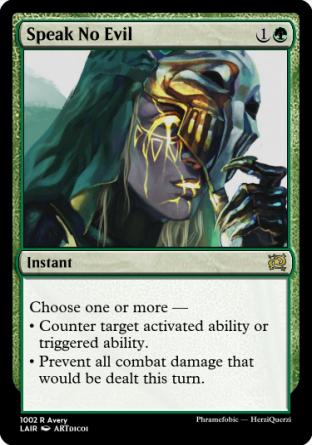 Speak No Evil 1
Instant
Choose one or more —
• Counter target activated ability or
triggered ability.
• Prevent all combat damage that
would be dealt this turn.
1002 R Avery
Phramefobic — HerziQuerzi
LAIR ARTDICOI